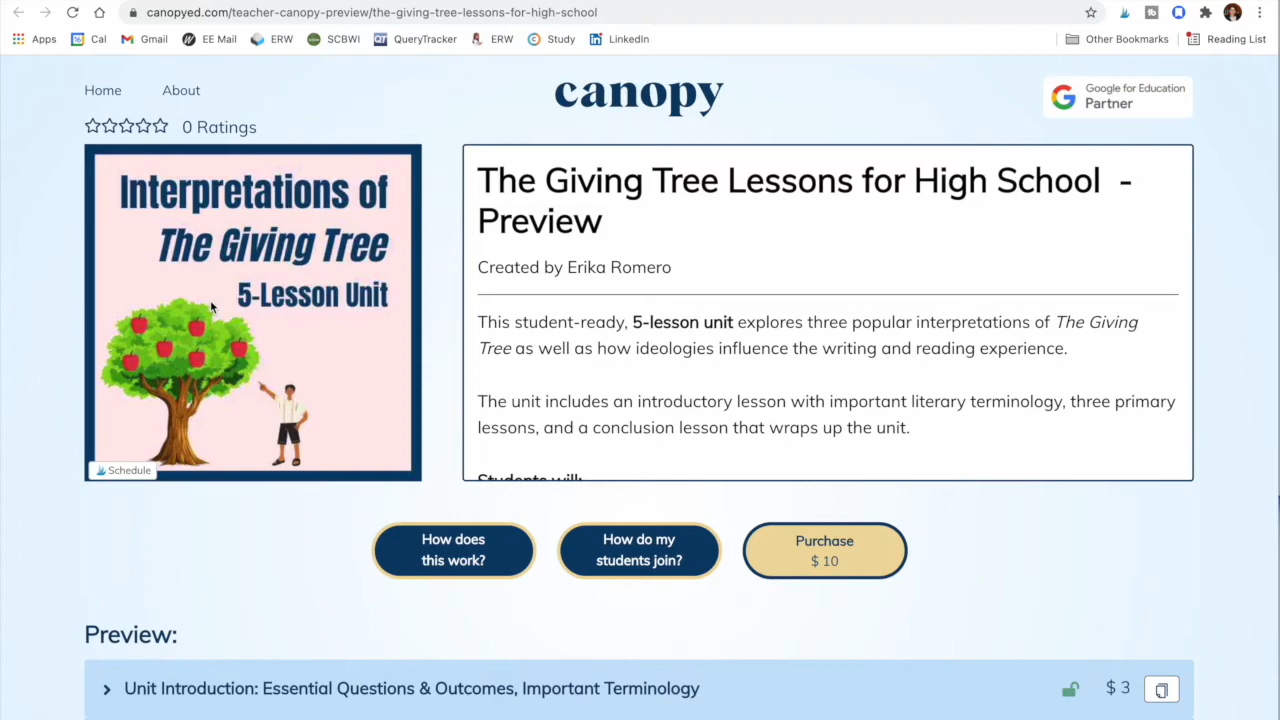 canopyed.com/teacher-canopy-preview/the-giving-tree-lessons-for-high-school
Apps
Cal
Gmail
EE Mail
ERW
SCBWI
QueryTracker
ERW
Study
LinkedIn
Other Bookmarks
Reading List
Home
About
canopy
Google for Education
Partner
0 Ratings
Interpretations of
The Giving Tree
5-Lesson Unit
Schedule
The Giving Tree Lessons for High School -
Preview
Created by Erika Romero
This student-ready, 5-lesson unit explores three popular interpretations of The Giving
Tree as well as how ideologies influence the writing and reading experience.
The unit includes an introductory lesson with important literary terminology, three primary
lessons, and a conclusion lesson that wraps up the unit.
Students will:
How does
this work?
How do my
students join?
Purchase
$ 10
Preview:
Unit Introduction: Essential Questions & Outcomes, Important Terminology
$ 3